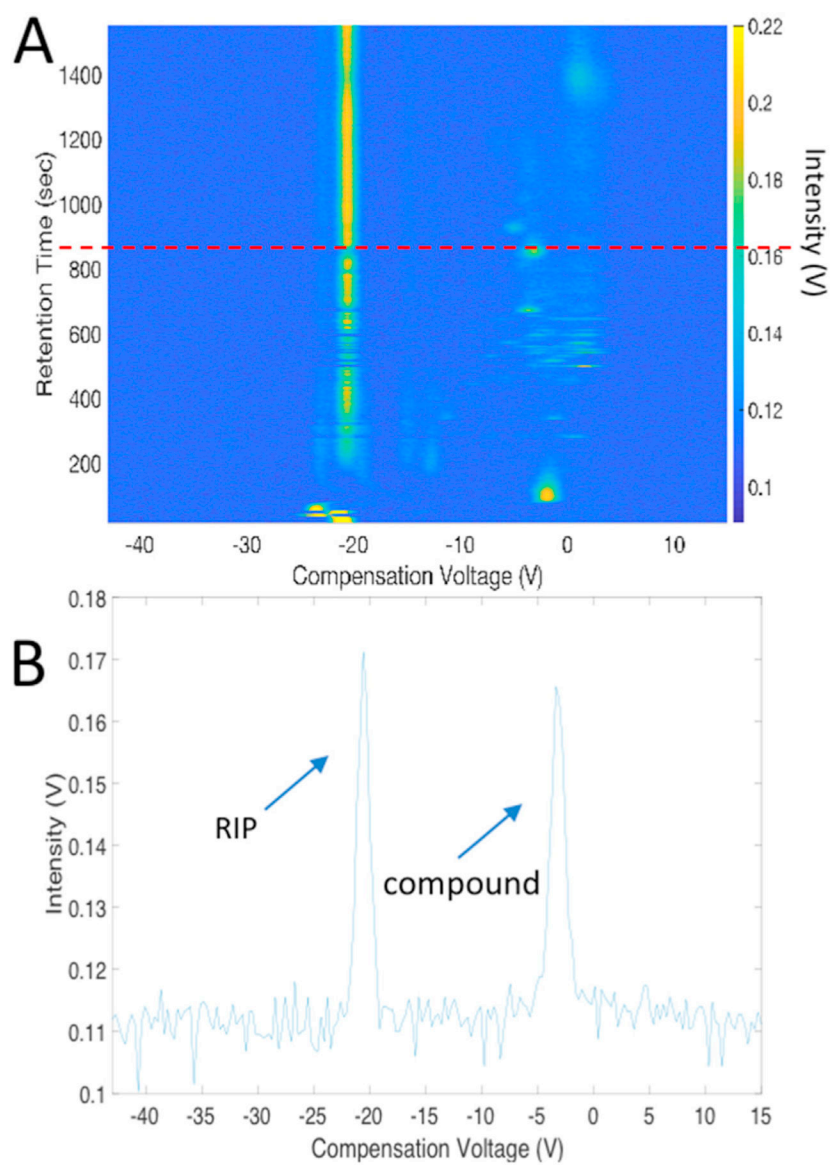 A
1400
1200
1000
800
600
400
200
Retention Time (sec)
-40 -30 -20 -10 0 10
Compensation Voltage (V)
0.22
0.2
0.18
0.16
0.14
0.12
0.1
Intensity (V)
B
0.18
0.17
0.16
0.15
0.14
0.13
0.12
0.11
0.1
Intensity (V)
RIP
compound
-40 -35 -30 -25 -20 -15 -10 -5 0 5 10 15
Compensation Voltage (V)